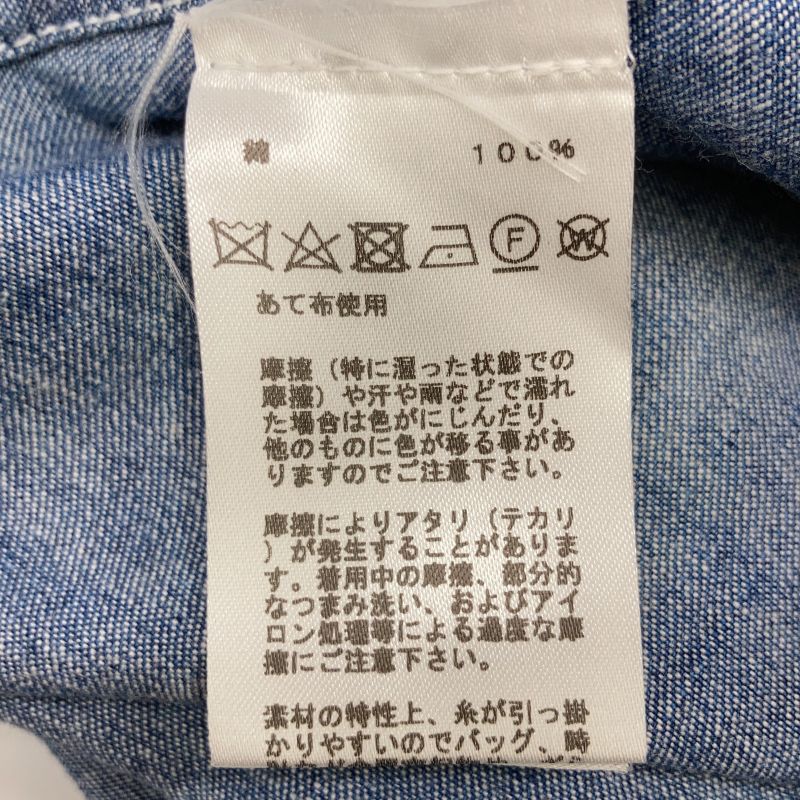 綿 100%
F W
あて布使用
摩擦（特に湿った状態での
摩擦）や汗や雨などで濡れ
た場合は色がにじんだり、
他のものに色が移る事があ
りますのでご注意下さい。
摩擦によりアタリ（テカリ
）が発生することがありま
す。着用中の摩擦、部分的
なつまみ洗い、およびアイ
ロン処理等による過度な摩
擦にご注意下さい。
素材の特性上、糸が引っ掛
かりやすいのでバッグ、時